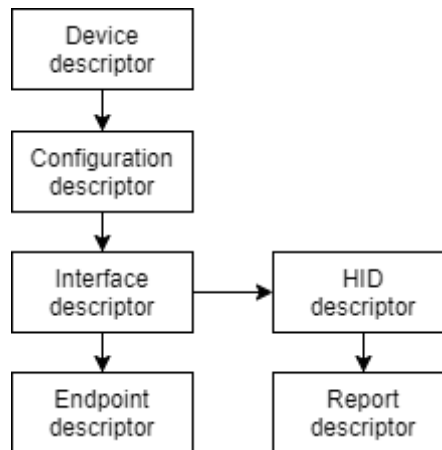 Device
descriptor
Configuration
descriptor
Interface
descriptor
HID
descriptor
Endpoint
descriptor
Report
descriptor